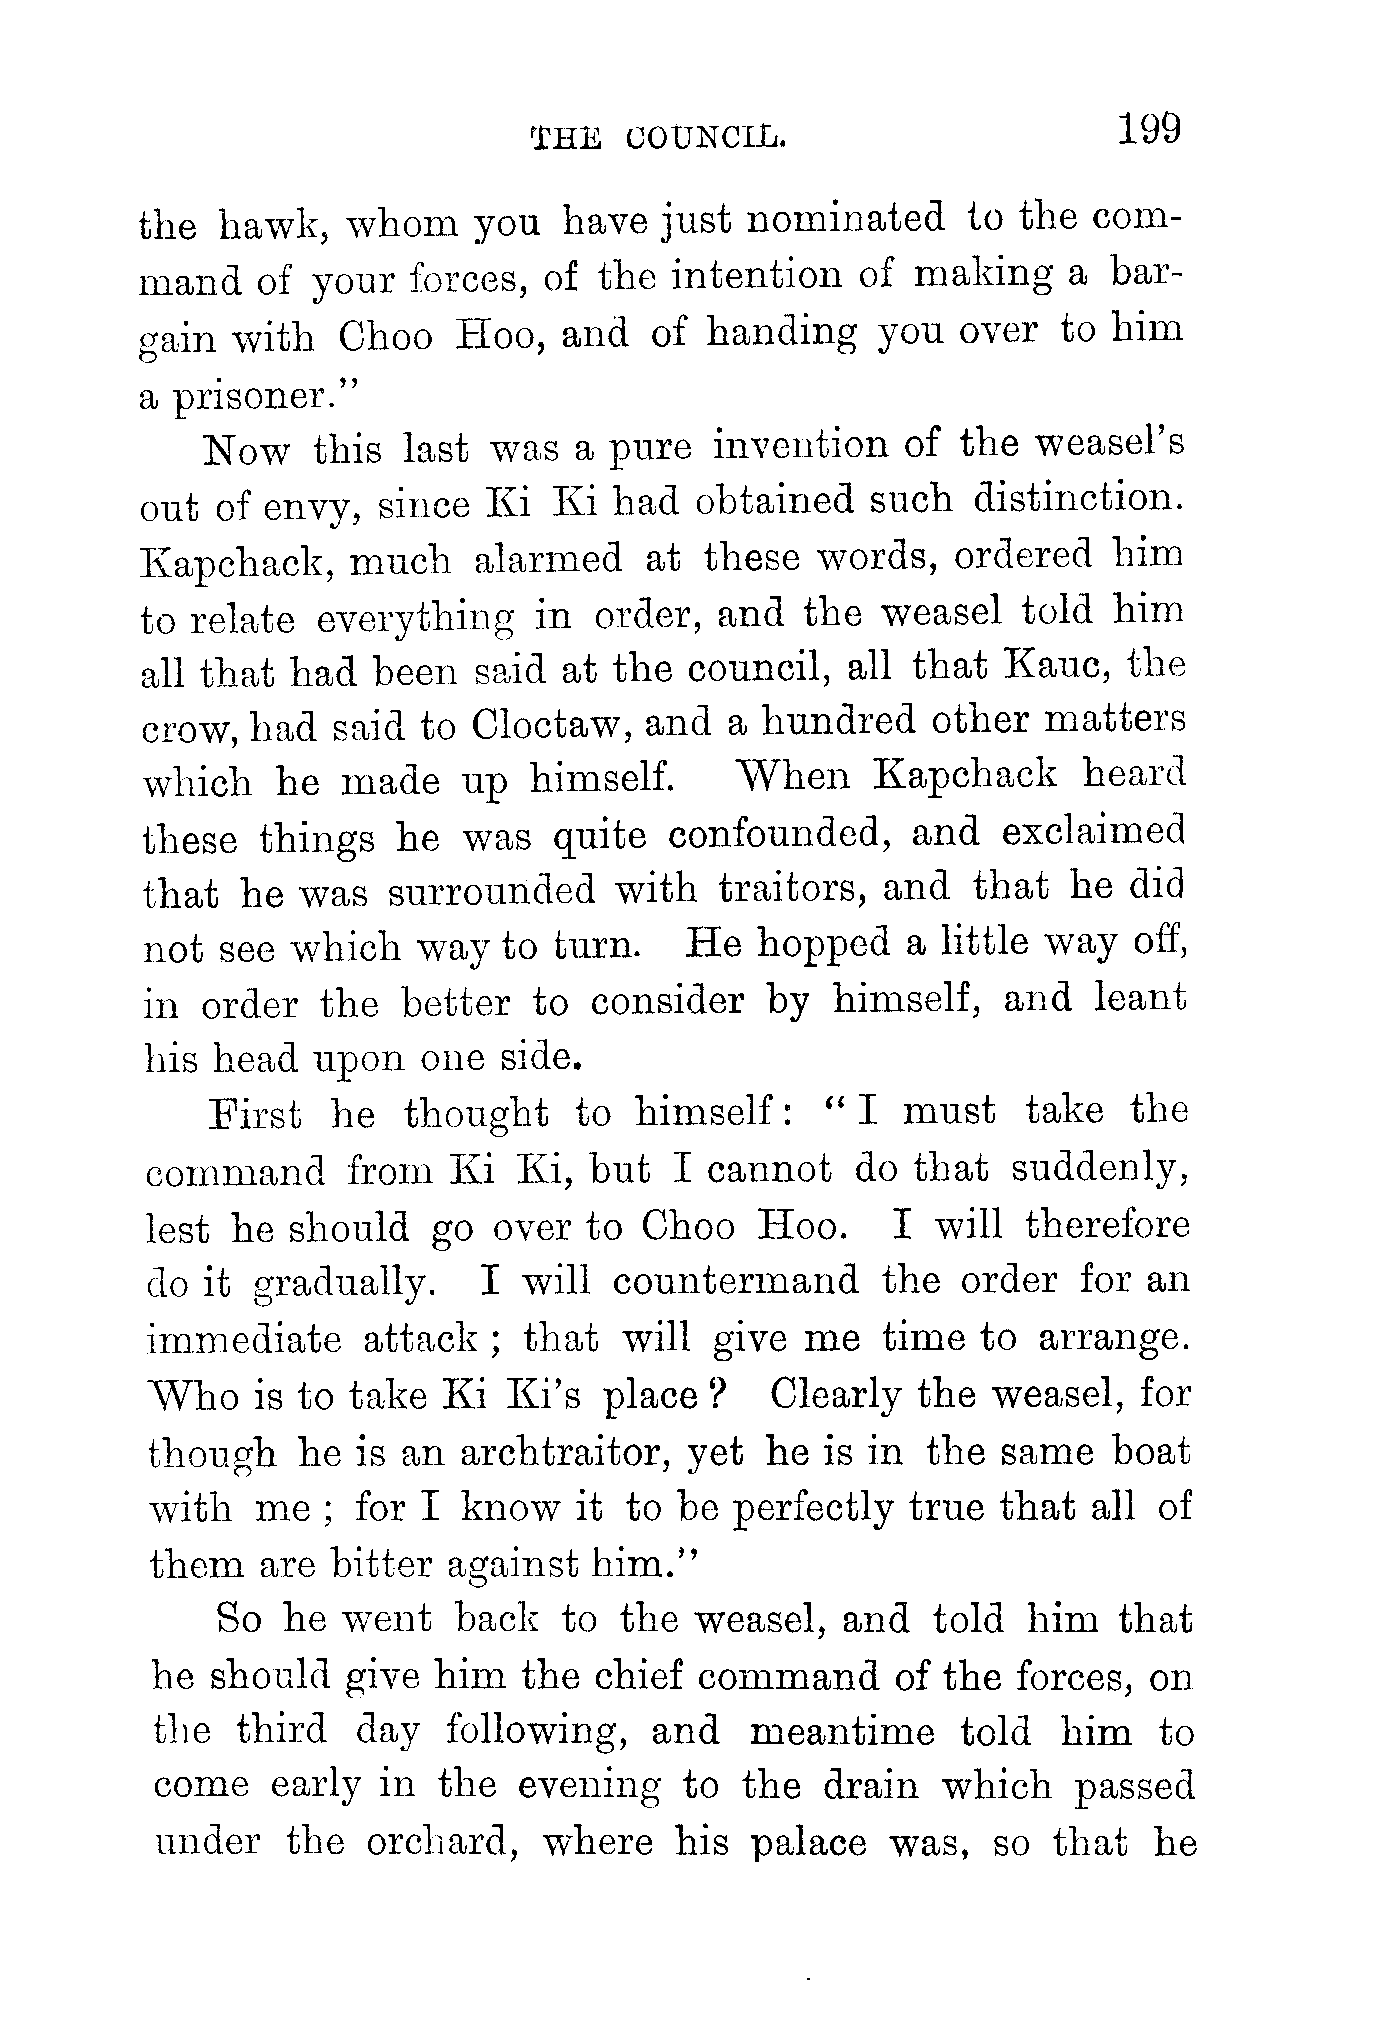 THE COUNCIL. 199
the hawk, whom you have just nominated to the com-
mand of your forces, of the intention of making a bar-
gain with Choo Hoo, and of handing you over to him
a prisoner."
Now this last was a pure invention of the weasel's
out of envy, since Ki Ki had obtained such distinction.
Kapchack, much alarmed at these words, ordered him
to relate everything in order, and the weasel told him
all that had been said at the council, all that Kauc, the
crow, had said to Cloctaw, and a hundred other matters
which he made up himself. When Kapchack heard
these things he was quite confounded, and exclaimed
that he was surrounded with traitors, and that he did
not see which way to turn. He hopped a little way off,
in order the better to consider by himself, and leant
his head upon one side.
First he thought to himself: "I must take the
command from Ki Ki, but I cannot do that suddenly,
lest he should go over to Choo Hoo. I will therefore
do it gradually. I will countermand the order for an
immediate attack; that will give me time to arrange.
Who is to take Ki Ki's place? Clearly the weasel, for
though he is an archtraitor, yet he is in the same boat
with me; for I know it to be perfectly true that all of
them are bitter against him."
So he went back to the weasel, and told him that
he should give him the chief command of the forces, on
the third day following, and meantime told him to
come early in the evening to the drain which passed
under the orchard, where his palace was, so that he